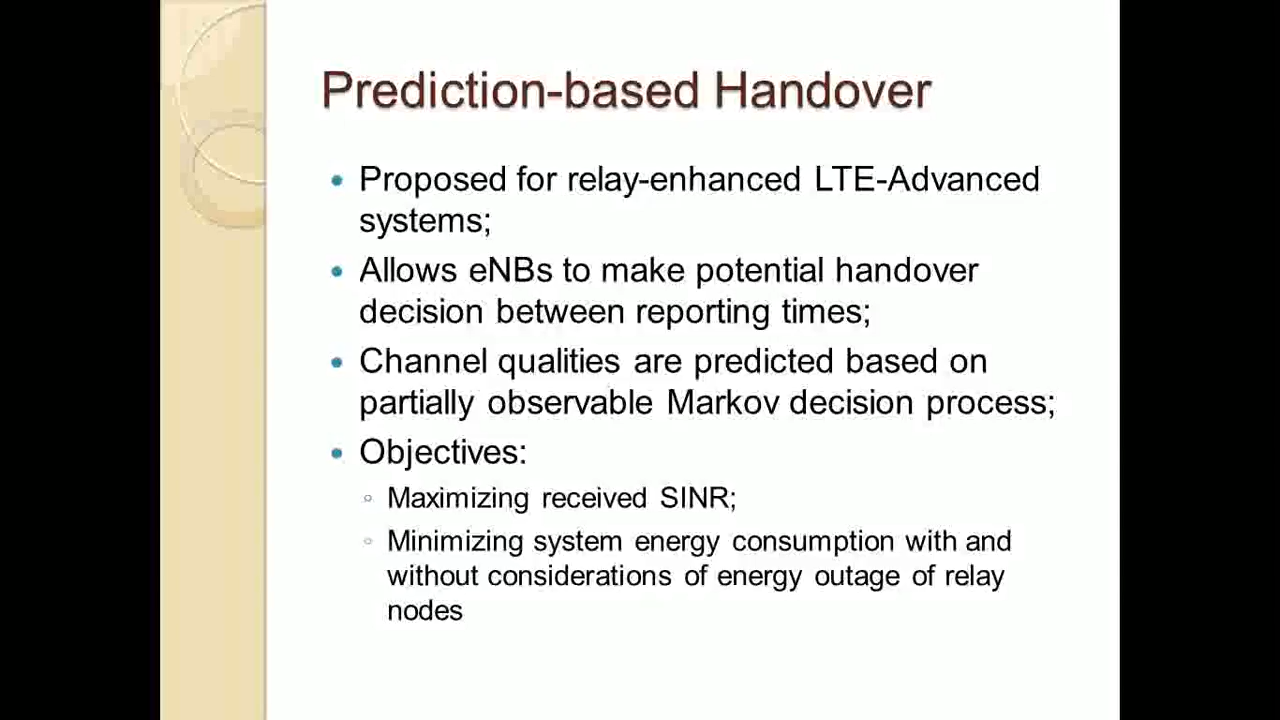 Prediction-based Handover
• Proposed for relay-enhanced LTE-Advanced
systems;
• Allows eNBs to make potential handover
decision between reporting times;
• Channel qualities are predicted based on
partially observable Markov decision process;
• Objectives:
◦ Maximizing received SINR;
◦ Minimizing system energy consumption with and
without considerations of energy outage of relay
nodes